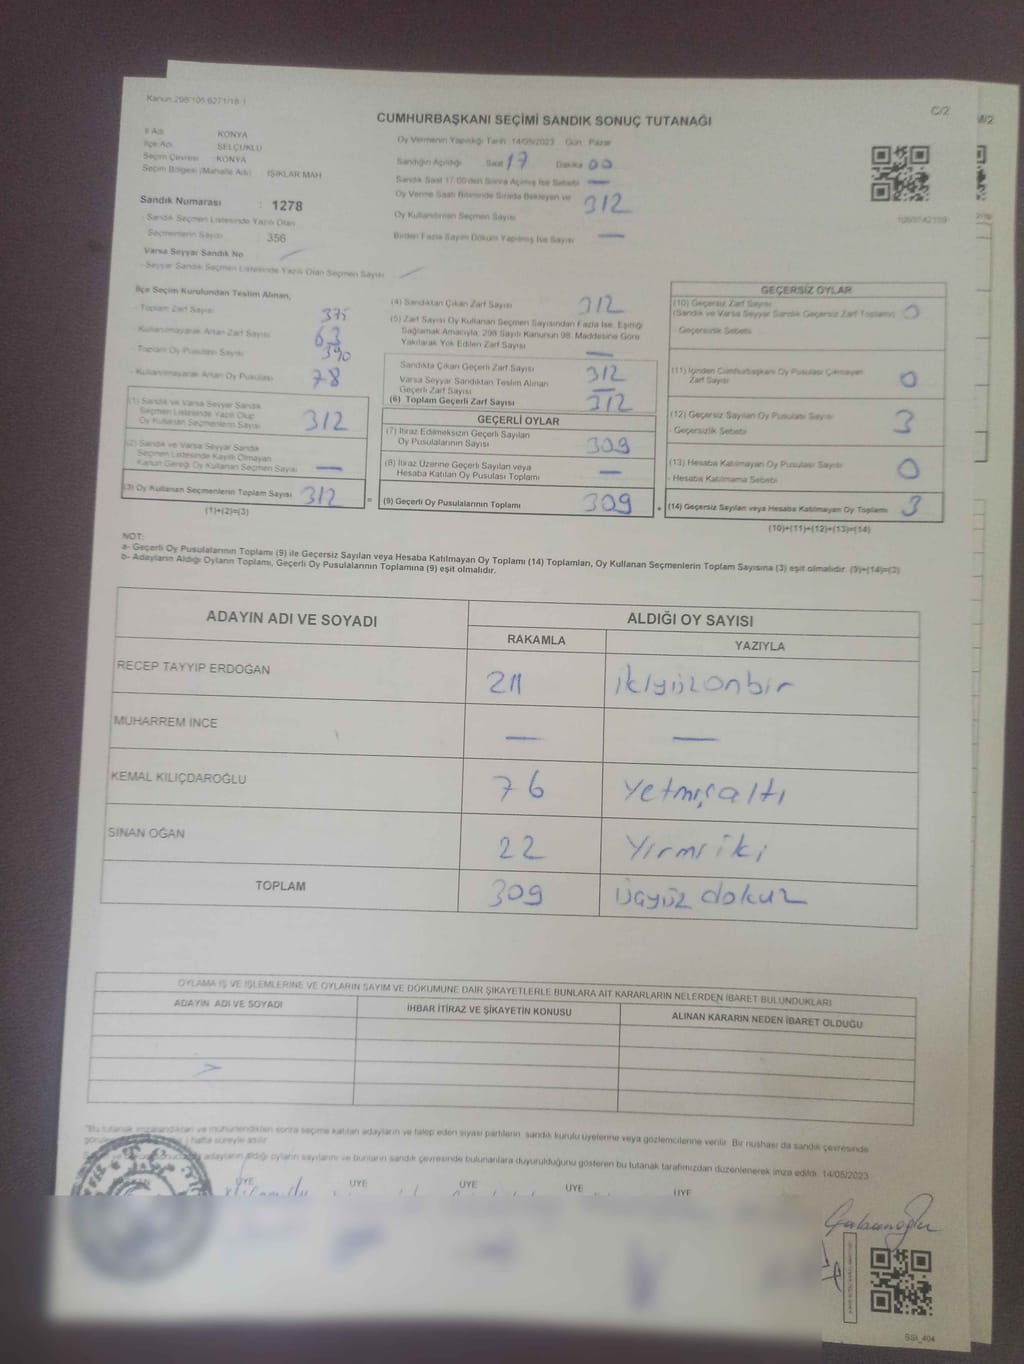 Kanun:298/105;6271/18-1
C/2
CUMHURBAŞKANI SEÇİMİ SANDIK SONUÇ TUTANAĞI
İl Adı KONYA
İlçe Adı SELÇUKLU
Seçim Çevresi : KONYA
Seçim Bölgesi (Mahalle Adı) : IŞIKLAR MAH
Sandık Numarası : 1278
- Sandık Seçmen Listesinde Yazılı Olan
Seçmenlerin Sayısı : 356
Varsa Seyyar Sandık No
- Seyyar Sandık Seçmen Listesinde Yazılı Olan Seçmen Sayısı
Oy Vermenin Yapıldığı Tarih :14/05/2023 Gün : Pazar
Sandığın Açıldığı Saat 17 Dakika 00
Sandık Saat 17:00'den Sonra Açılmış İse Sebebi —
Oy Verme Saati Bitiminde Sırada Bekleyen ve
Oy Kullandırılan Seçmen Sayısı 312
Birden Fazla Sayım Döküm Yapılmış İse Sayısı —
İlçe Seçim Kurulundan Teslim Alınan;
- Toplam Zarf Sayısı 375
- Kullanılmayarak Artan Zarf Sayısı 63
- Toplam Oy Pusulası Sayısı 390
- Kullanılmayarak Artan Oy Pusulası 78
(1) Sandık ve Varsa Seyyar Sandık
Seçmen Listesinde Yazılı Olup
Oy Kullanan Seçmenlerin Sayısı 312
(2) Sandık ve Varsa Seyyar Sandık
Seçmen Listesinde Kayıtlı Olmayan
Kanun Gereği Oy Kullanan Seçmen Sayısı —
(3) Oy Kullanan Seçmenlerin Toplam Sayısı 312
(1)+(2)=(3)
(4) Sandıktan Çıkan Zarf Sayısı 312
(5) Zarf Sayısı Oy Kullanan Seçmen Sayısından Fazla İse, Eşitliği
Sağlamak Amacıyla, 298 Sayılı Kanunun 98. Maddesine Göre
Yakılarak Yok Edilen Zarf Sayısı —
Sandıkta Çıkan Geçerli Zarf Sayısı 312
Varsa Seyyar Sandıktan Teslim Alınan
Geçerli Zarf Sayısı —
(6) Toplam Geçerli Zarf Sayısı 312
GEÇERLİ OYLAR
(7) İtiraz Edilmeksizin Geçerli Sayılan
Oy Pusulalarının Sayısı 309
(8) İtiraz Üzerine Geçerli Sayılan veya
Hesaba Katılan Oy Pusulası Toplamı —
= (9) Geçerli Oy Pusulalarının Toplamı 309
GEÇERSİZ OYLAR
(10) Geçersiz Zarf Sayısı
(Sandık ve Varsa Seyyar Sandık Geçersiz Zarf Toplamı) 0
- Geçersizlik Sebebi
(11) İçinden Cumhurbaşkanı Oy Pusulası Çıkmayan
Zarf Sayısı 0
(12) Geçersiz Sayılan Oy Pusulası Sayısı 3
- Geçersizlik Sebebi
(13) Hesaba Katılmayan Oy Pusulası Sayısı 0
- Hesaba Katılmama Sebebi
+ (14) Geçersiz Sayılan veya Hesaba Katılmayan Oy Toplamı 3
(10)+(11)+(12)+(13)=(14)
NOT:
a- Geçerli Oy Pusulalarının Toplamı (9) ile Geçersiz Sayılan veya Hesaba Katılmayan Oy Toplamı (14) Toplamları, Oy Kullanan Seçmenlerin Toplam Sayısına (3) eşit olmalıdır. (9)+(14)=(3)
b- Adayların Aldığı Oyların Toplamı, Geçerli Oy Pusulalarının Toplamına (9) eşit olmalıdır.
ADAYIN ADI VE SOYADI
ALDIĞI OY SAYISI
RAKAMLA YAZIYLA
RECEP TAYYIP ERDOĞAN 211 ikiyüzonbir
MUHARREM İNCE — —
KEMAL KILIÇDAROĞLU 76 Yetmişaltı
SİNAN OĞAN 22 Yirmi iki
TOPLAM 309 Üçyüz dokuz
OYLAMA İŞ VE İŞLEMLERİNE VE OYLARIN SAYIM VE DÖKÜMÜNE DAİR ŞİKAYETLERLE BUNLARA AİT KARARLARIN NELERDEN İBARET BULUNDUKLARI
ADAYIN ADI VE SOYADI İHBAR İTİRAZ VE ŞİKAYETİN KONUSU ALINAN KARARIN NEDEN İBARET OLDUĞU
"Bu tutanak imzalandıktan ve mühürlendikten sonra seçime katılan adayların ve talep eden siyasi partilerin sandık kurulu üyelerine veya gözlemcilerine verilir. Bir nüshası da sandık çevresinde
hafta süreyle asılır
adayların aldığı oyların sayılarını ve bunların sandık çevresinde bulunanlara duyurulduğunu gösteren bu tutanak tarafımızdan düzenlenerek imza edildi. 14/05/2023
ÜYE ÜYE ÜYE ÜYE ÜYE
SSI_404